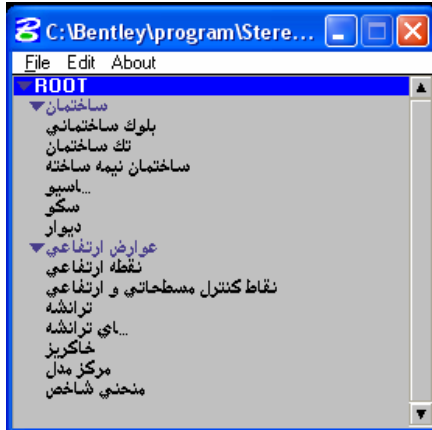 C:\Bentley\program\Stere...
File Edit About
ROOT
ساختمان
بلوك ساختماني
تك ساختمان
ساختمان نيمه ساخته
...اسيو
سكو
ديوار
عوارض ارتفاعي
نقطه ارتفاعي
نقاط كنترل مسطحاتي و ارتفاعي
ترانشه
...اي ترانشه
خاكريز
مركز مدل
منحني شاخص